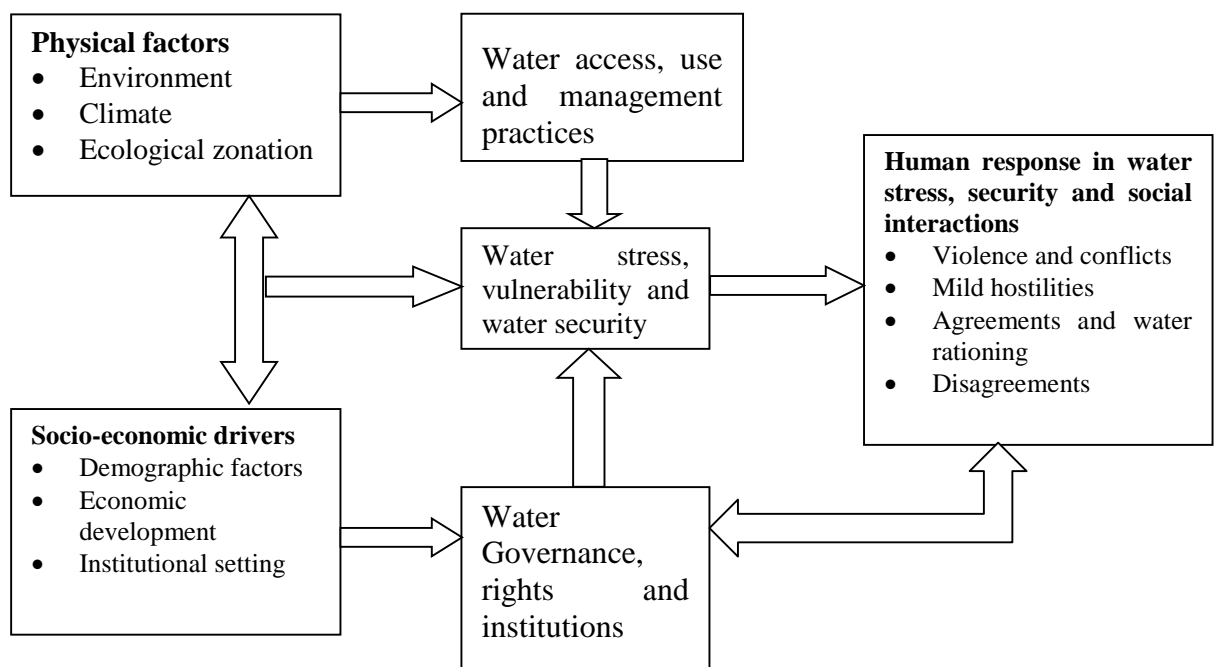 Physical factors
• Environment
• Climate
• Ecological zonation
Water access, use
and management
practices
Human response in water
stress, security and social
interactions
• Violence and conflicts
• Mild hostilities
• Agreements and water
rationing
• Disagreements
Water stress,
vulnerability and
water security
Socio-economic drivers
• Demographic factors
• Economic
development
• Institutional setting
Water
Governance,
rights and
institutions